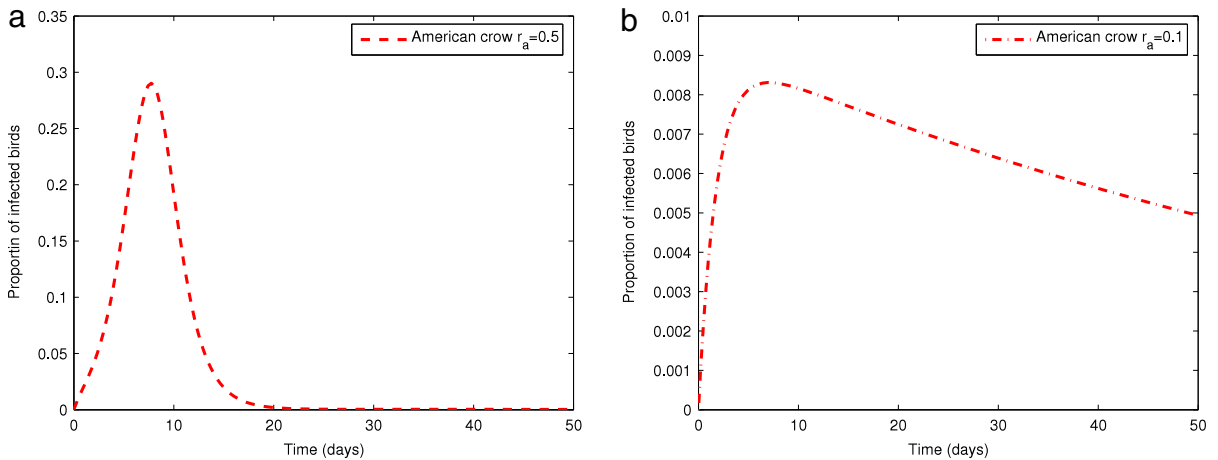 a
0.35
0.3
0.25
0.2
0.15
0.1
0.05
0
0 10 20 30 40 50
Time (days)
Proportin of infected birds
American crow r_a=0.5
b
0.01
0.009
0.008
0.007
0.006
0.005
0.004
0.003
0.002
0.001
0
0 10 20 30 40 50
Time (days)
Proportion of infected birds
American crow r_a=0.1